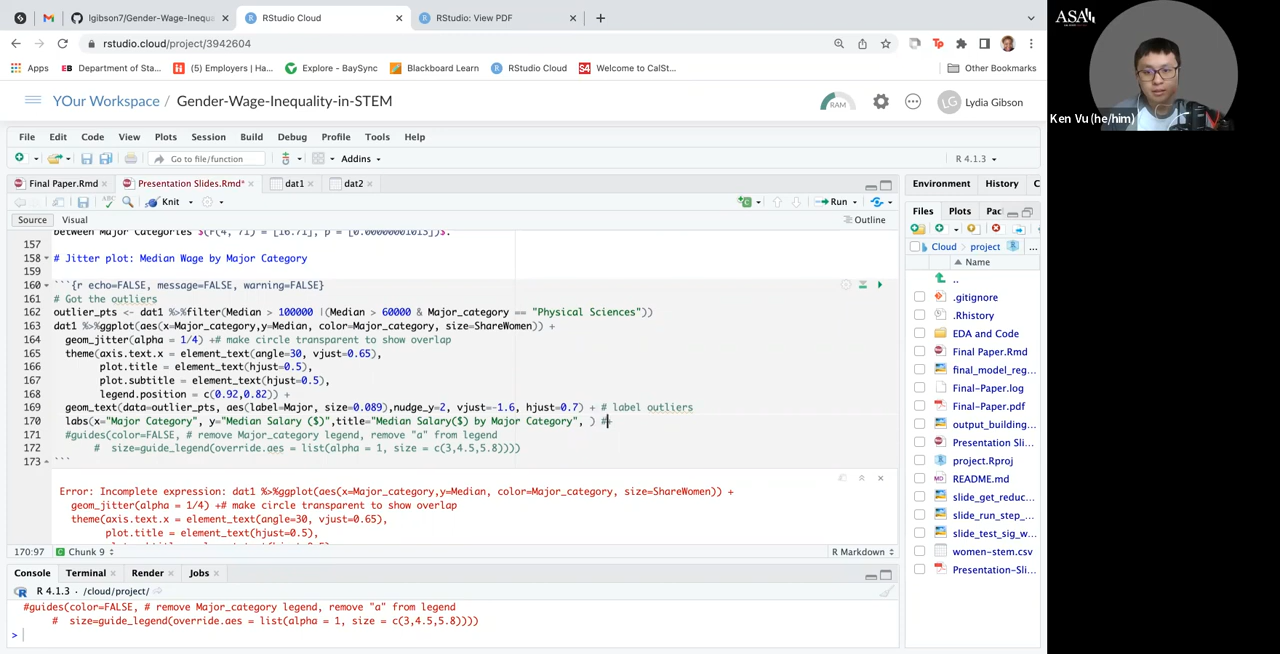 lgibson7/Gender-Wage-Inequ
RStudio Cloud
RStudio: View PDF
ASA
rstudio.cloud/project/3942604
Apps
Department of Sta...
(5) Employers | Ha...
Explore - BaySync
Blackboard Learn
RStudio Cloud
Welcome to CalSt...
Other Bookmarks
YOur Workspace / Gender-Wage-Inequality-in-STEM
RAM
LG Lydia Gibson
Ken Vu (he/him)
File Edit Code View Plots Session Build Debug Profile Tools Help
Go to file/function
Addins
R 4.1.3
Final Paper.Rmd
Presentation Slides.Rmd*
dat1
dat2
Environment History
Knit
Run
Files Plots Pac
Source Visual
Outline
Cloud project
Name
between Major Categories $(F(4, 71) = [16.71], p = [0.00000001013])$.
157
158 # Jitter plot: Median Wage by Major Category
159
160 ```{r echo=FALSE, message=FALSE, warning=FALSE}
161 # Got the outliers
162 outlier_pts <- dat1 %>%filter(Median > 100000 |(Median > 60000 & Major_category == "Physical Sciences"))
163 dat1 %>%ggplot(aes(x=Major_category,y=Median, color=Major_category, size=ShareWomen)) +
164 geom_jitter(alpha = 1/4) +# make circle transparent to show overlap
165 theme(axis.text.x = element_text(angle=30, vjust=0.65),
166 plot.title = element_text(hjust=0.5),
167 plot.subtitle = element_text(hjust=0.5),
168 legend.position = c(0.92,0.82)) +
169 geom_text(data=outlier_pts, aes(label=Major, size=0.089),nudge_y=2, vjust=-1.6, hjust=0.7) + # label outliers
170 labs(x="Major Category", y="Median Salary ($)",title="Median Salary($) by Major Category", ) #+
171 #guides(color=FALSE, # remove Major_category legend, remove "a" from legend
172 # size=guide_legend(override.aes = list(alpha = 1, size = c(3,4.5,5.8))))
173 ```
Error: Incomplete expression: dat1 %>%ggplot(aes(x=Major_category,y=Median, color=Major_category, size=ShareWomen)) +
geom_jitter(alpha = 1/4) +# make circle transparent to show overlap
theme(axis.text.x = element_text(angle=30, vjust=0.65),
plot.title = element_text(hjust=0.5),
170:97
Chunk 9
R Markdown
Console Terminal Render Jobs
R 4.1.3 · /cloud/project/
#guides(color=FALSE, # remove Major_category legend, remove "a" from legend
# size=guide_legend(override.aes = list(alpha = 1, size = c(3,4.5,5.8))))
>
..
.gitignore
.Rhistory
EDA and Code
Final Paper.Rmd
final_model_reg...
Final-Paper.log
Final-Paper.pdf
output_building...
Presentation Sli...
project.Rproj
README.md
slide_get_reduc...
slide_run_step_...
slide_test_sig_w...
women-stem.csv
Presentation-Sli...